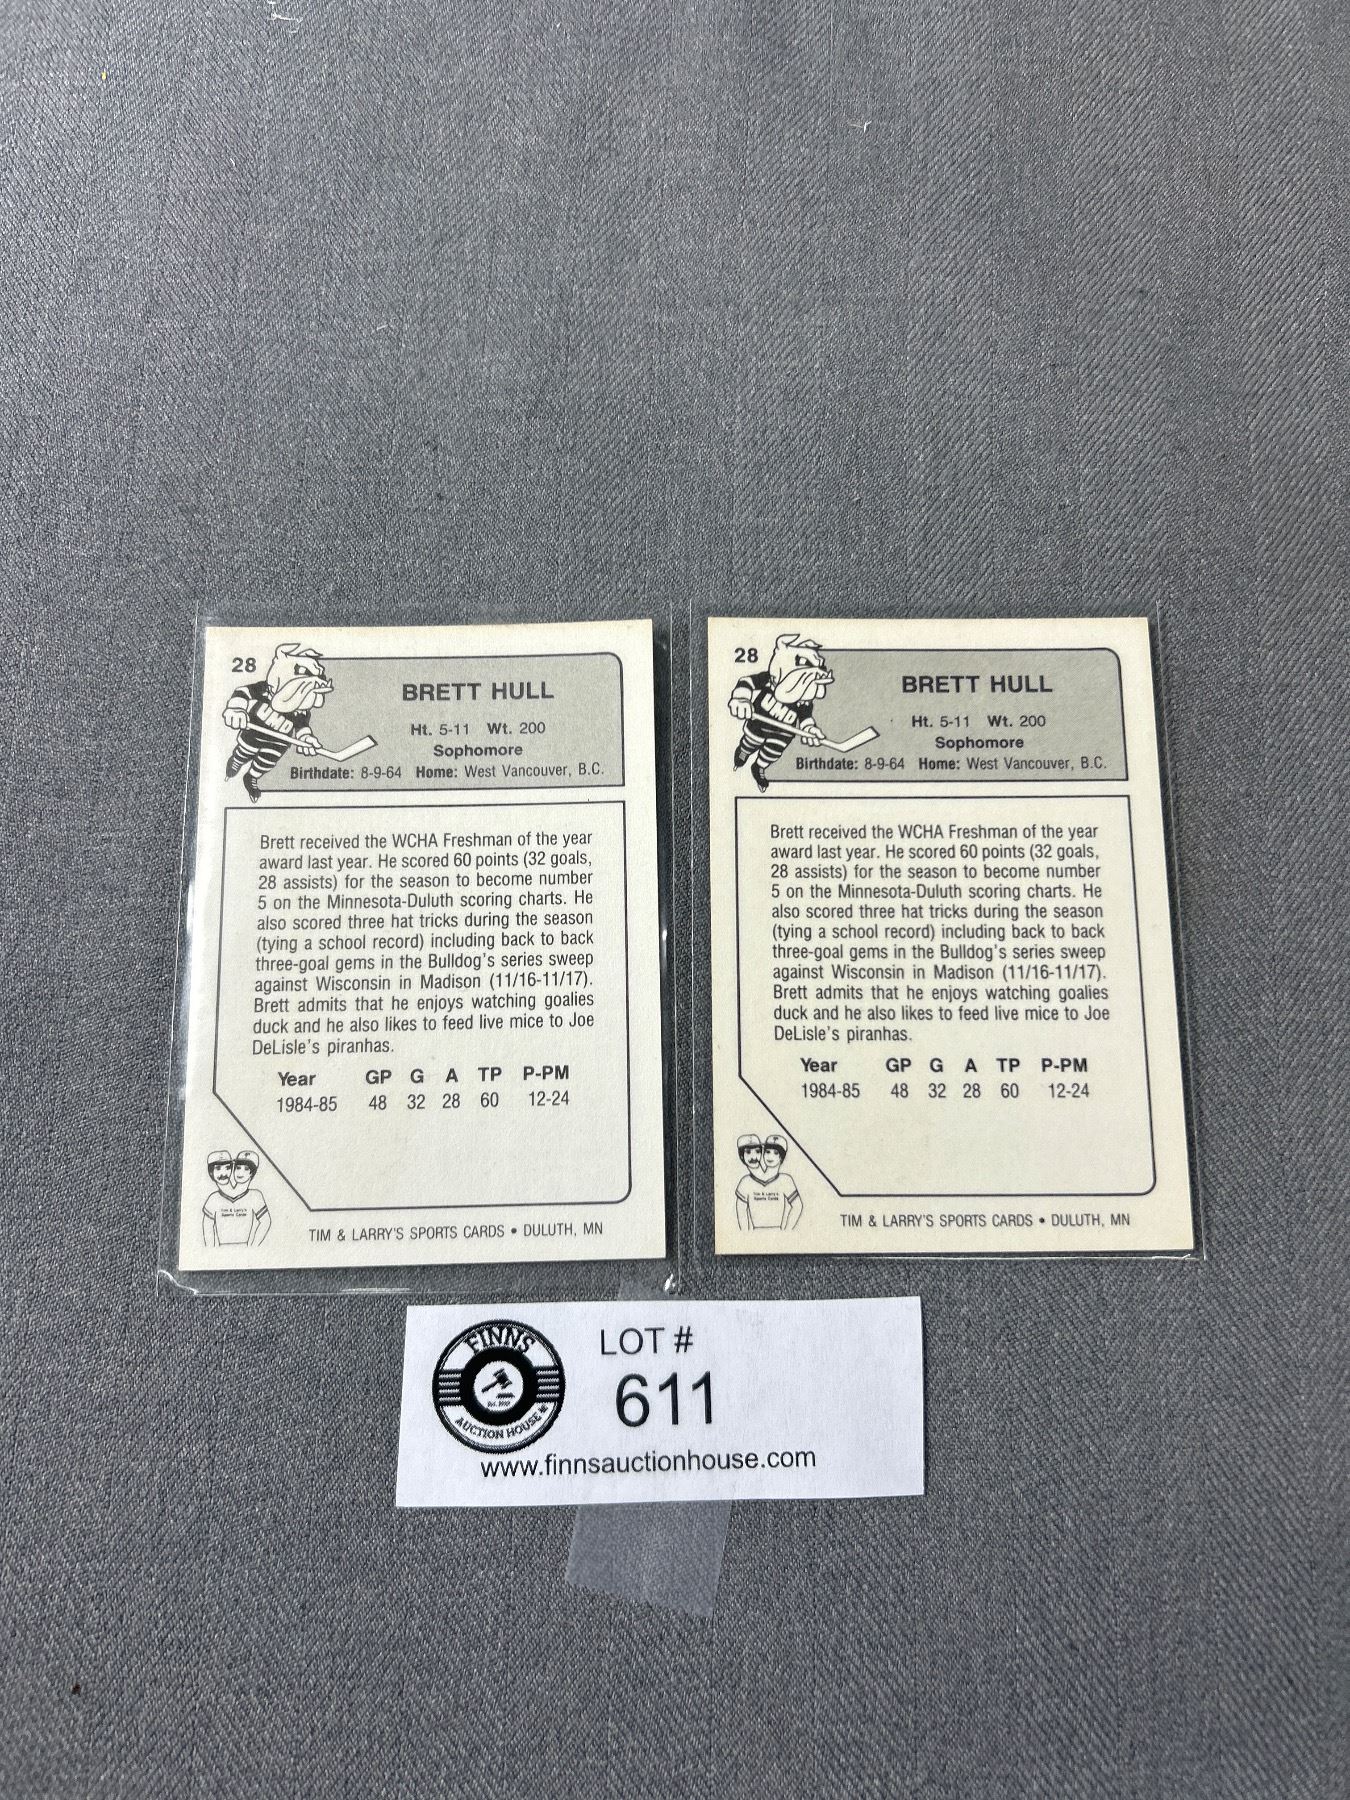 28
BRETT HULL
UMD
Ht. 5-11 Wt. 200
Sophomore
Birthdate: 8-9-64 Home: West Vancouver, B.C.
Brett received the WCHA Freshman of the year
award last year. He scored 60 points (32 goals,
28 assists) for the season to become number
5 on the Minnesota-Duluth scoring charts. He
also scored three hat tricks during the season
(tying a school record) including back to back
three-goal gems in the Bulldog's series sweep
against Wisconsin in Madison (11/16-11/17).
Brett admits that he enjoys watching goalies
duck and he also likes to feed live mice to Joe
DeLisle's piranhas.
Year GP G A TP P-PM
1984-85 48 32 28 60 12-24
Tim & Larry's
Sports Cards
TIM & LARRY'S SPORTS CARDS • DULUTH, MN
28
BRETT HULL
UMD
Ht. 5-11 Wt. 200
Sophomore
Birthdate: 8-9-64 Home: West Vancouver, B.C.
Brett received the WCHA Freshman of the year
award last year. He scored 60 points (32 goals,
28 assists) for the season to become number
5 on the Minnesota-Duluth scoring charts. He
also scored three hat tricks during the season
(tying a school record) including back to back
three-goal gems in the Bulldog's series sweep
against Wisconsin in Madison (11/16-11/17).
Brett admits that he enjoys watching goalies
duck and he also likes to feed live mice to Joe
DeLisle's piranhas.
Year GP G A TP P-PM
1984-85 48 32 28 60 12-24
Tim & Larry's
Sports Cards
TIM & LARRY'S SPORTS CARDS • DULUTH, MN
FINNS
AUCTION HOUSE
LOT #
611
www.finnsauctionhouse.com